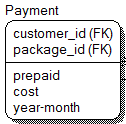 Payment
customer_id (FK)
package_id (FK)
prepaid
cost
year-month